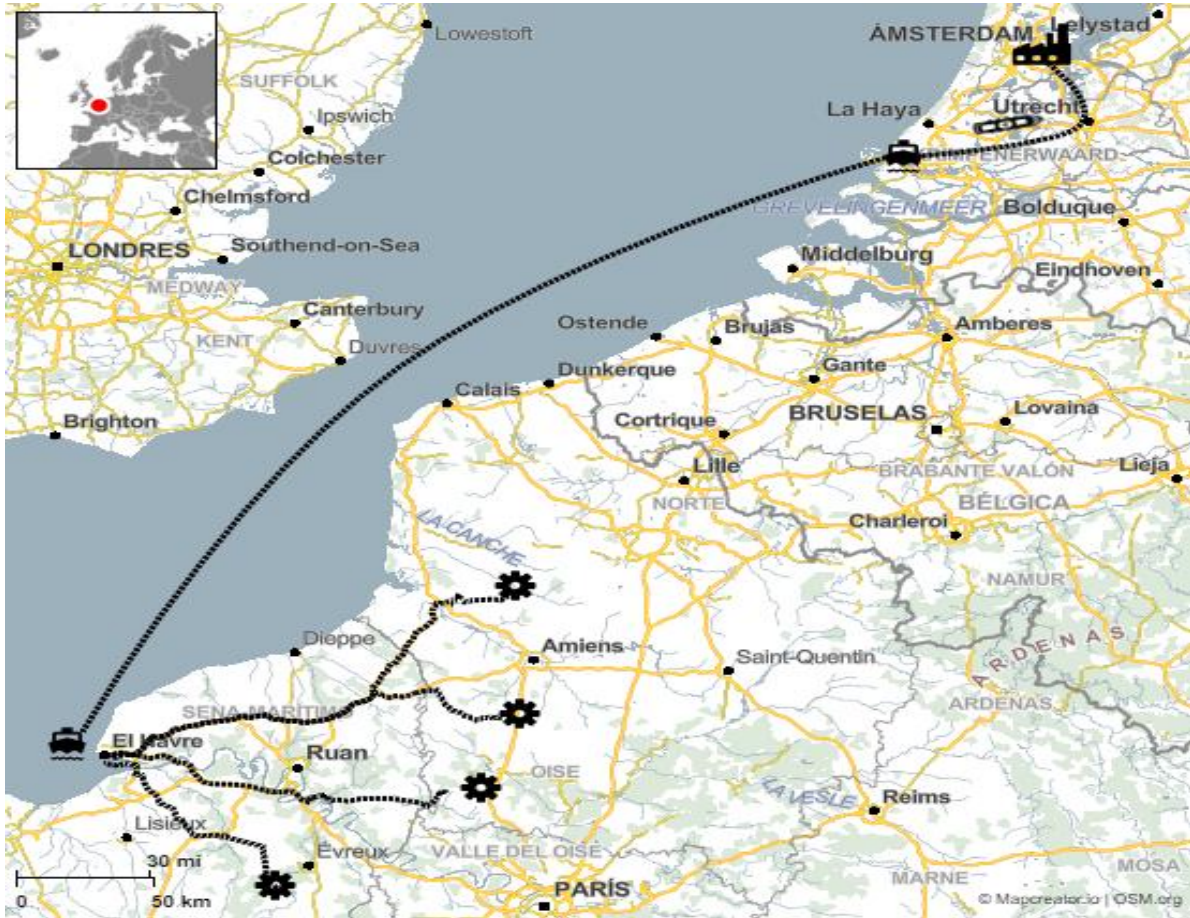 Lowestoft
ÁMSTERDAM
Lelystad
SUFFOLK
Ipswich
La Haya
Utrecht
Colchester
Chelmsford
GREVELINGENMEER
Bolduque
LONDRES
Southend-on-Sea
Middelburg
Eindhoven
MEDWAY
Canterbury
KENT
Ostende
Brujas
Amberes
Duvres
Dunkerque
Gante
Calais
Brighton
Cortrique
BRUSELAS
Lovaina
Lille
BRABANTE VALÓN
Lieja
NORTE
BÉLGICA
LA CANCHE
Charleroi
NAMUR
Dieppe
Amiens
Saint-Quentin
ARDENAS
SENA-MARÍTIMO
ARDENAS
El Havre
Ruan
OISE
LA VESLE
Reims
Lisieux
Évreux
VALLE DEL OISE
30 mi
0 50 km
PARÍS
MARNE
MOSA
© Mapcreator.io | OSM.org